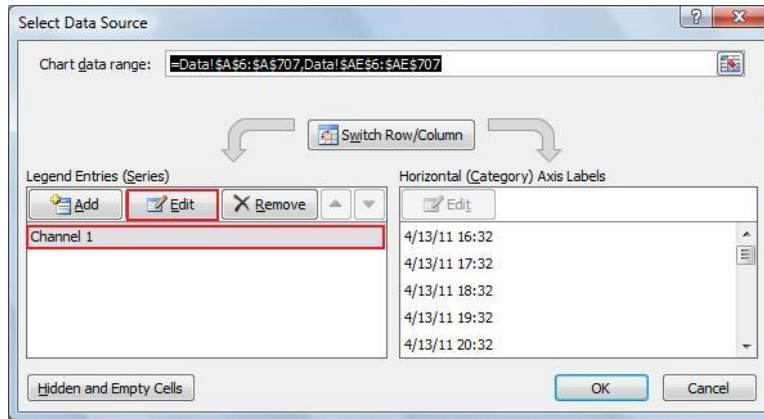 Select Data Source
?
X
Chart data range: =Data!$A$6:$A$707,Data!$AE$6:$AE$707
Switch Row/Column
Legend Entries (Series)
Add Edit Remove
Channel 1
Horizontal (Category) Axis Labels
Edit
4/13/11 16:32
4/13/11 17:32
4/13/11 18:32
4/13/11 19:32
4/13/11 20:32
Hidden and Empty Cells
OK Cancel